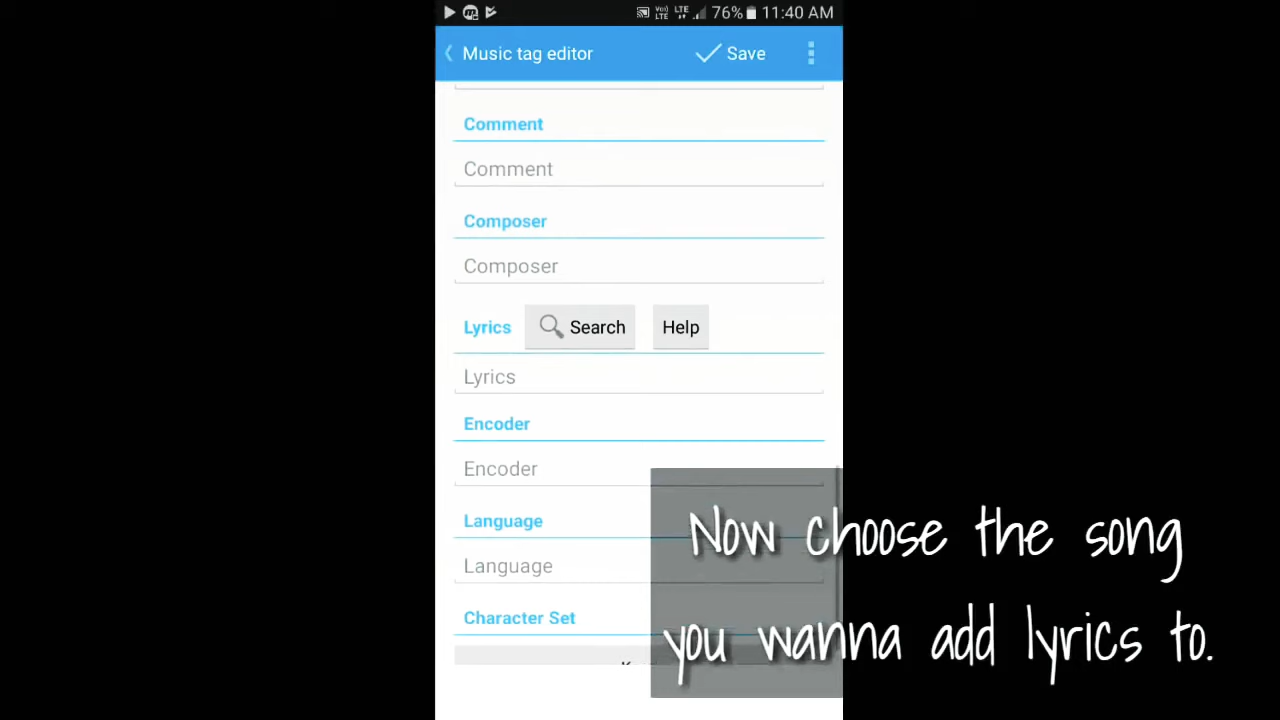 76% 11:40 AM
Music tag editor Save
Comment
Comment
Composer
Composer
Lyrics Search Help
Lyrics
Encoder
Encoder
Language
Language
Character Set
Now choose the song
you wanna add lyrics to.